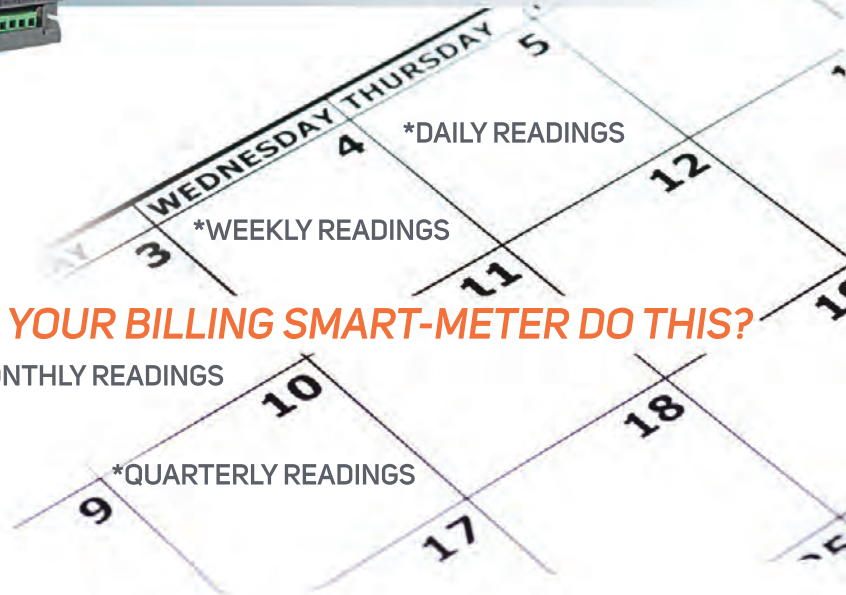 THURSDAY
5
WEDNESDAY
4
*DAILY READINGS
12
3
*WEEKLY READINGS
11
YOUR BILLING SMART-METER DO THIS?
ONTHLY READINGS
10
18
9
*QUARTERLY READINGS
17